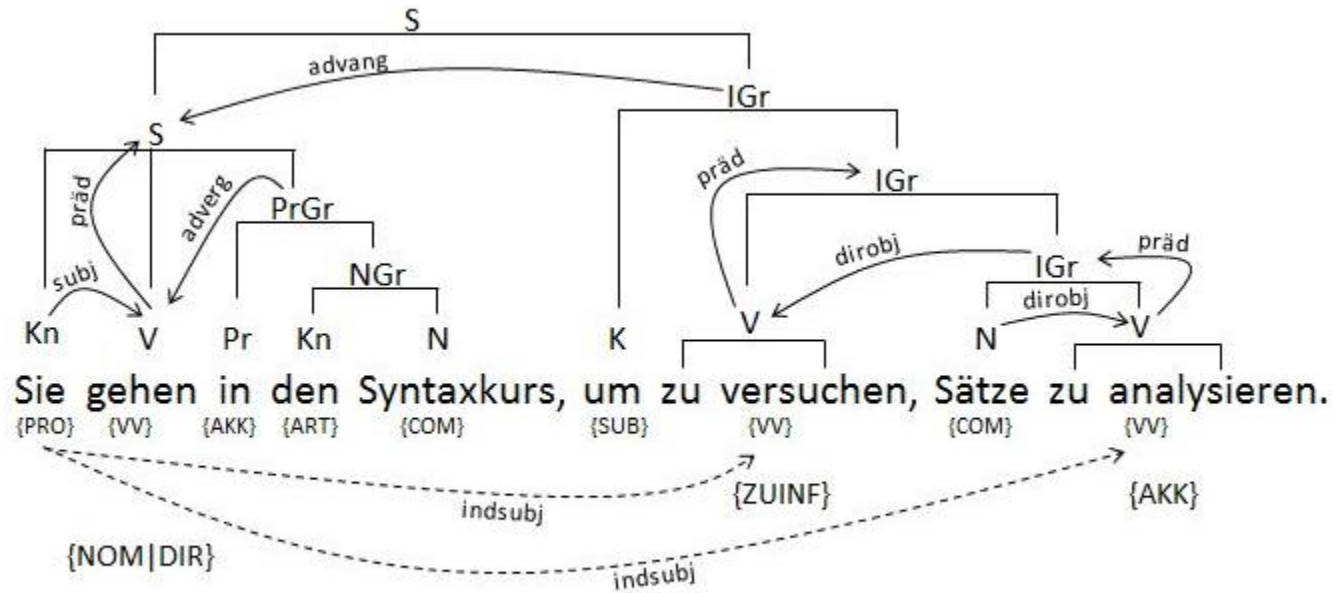 S
advang
IGr
S
präd
IGr
präd
adverg
PrGr
dirobj
präd
subj
NGr
IGr
dirobj
Kn V Pr Kn N K V N V
Sie gehen in den Syntaxkurs, um zu versuchen, Sätze zu analysieren.
{PRO} {VV} {AKK} {ART} {COM} {SUB} {VV} {COM} {VV}
{ZUINF} {AKK}
indsubj
{NOM|DIR}
indsubj